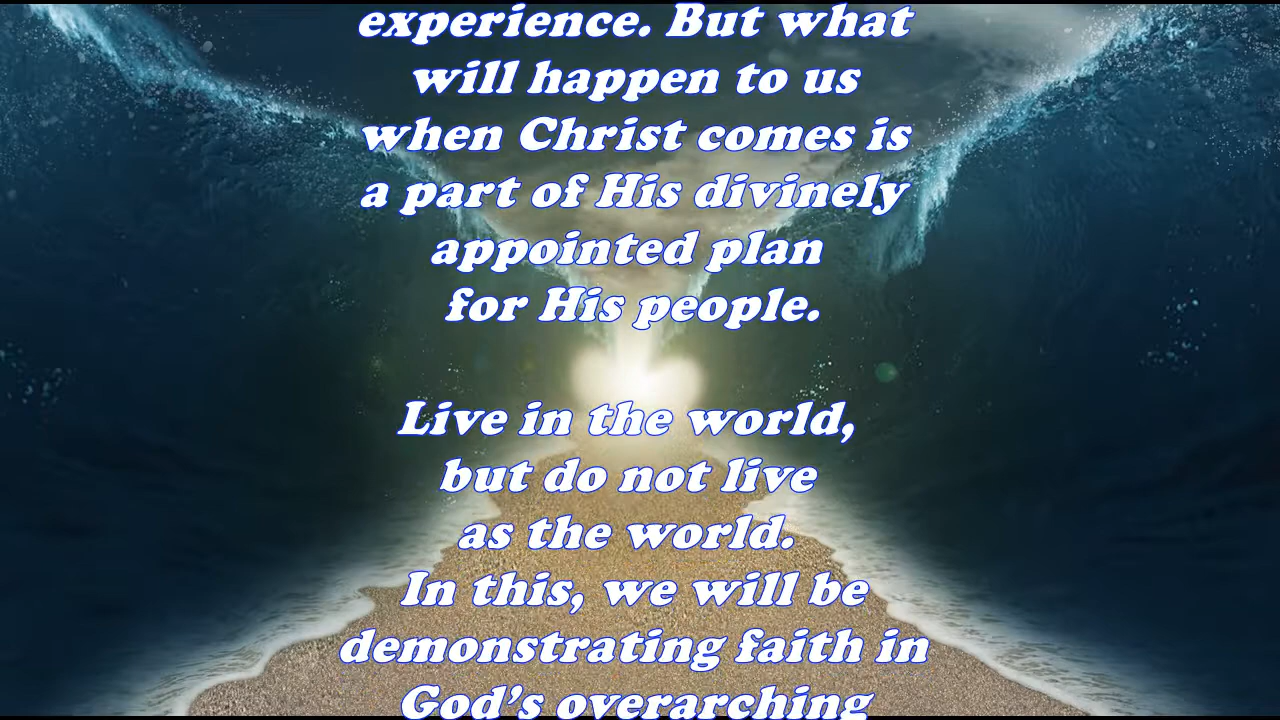 experience. But what
will happen to us
when Christ comes is
a part of His divinely
appointed plan
for His people.
Live in the world,
but do not live
as the world.
In this, we will be
demonstrating faith in
God's overarching